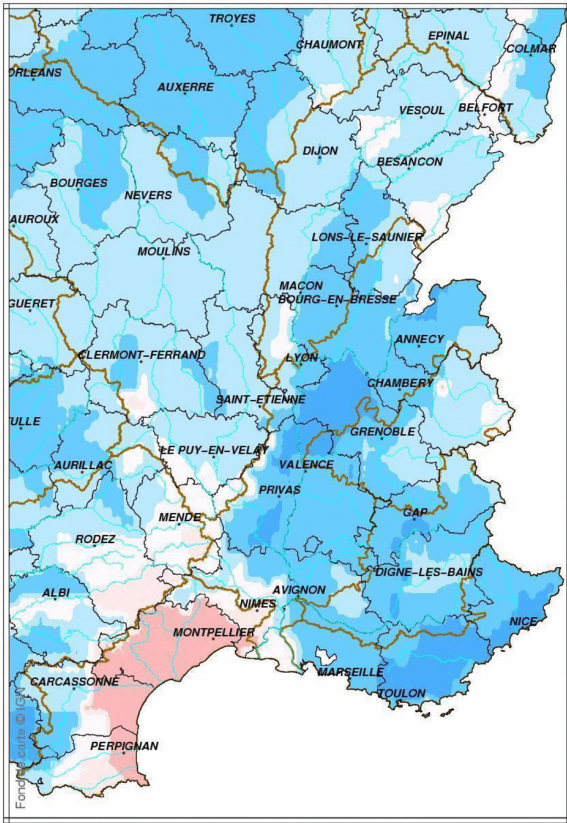 TROYES
CHAUMONT
EPINAL
COLMAR
ORLEANS
AUXERRE
VESOUL
BELFORT
DIJON
BESANCON
BOURGES
NEVERS
AUROUX
LONS-LE-SAUNIER
MOULINS
MACON
BOURG-EN-BRESSE
GUERET
ANNECY
CLERMONT-FERRAND
LYON
CHAMBERY
SAINT-ETIENNE
TULLE
GRENOBLE
LE PUY-EN-VELAY
AURILLAC
VALENCE
PRIVAS
MENDE
GAP
RODEZ
DIGNE-LES-BAINS
ALBI
AVIGNON
NIMES
NICE
MONTPELLIER
MARSEILLE
CARCASSONNE
TOULON
PERPIGNAN
Fond de carte © IGN